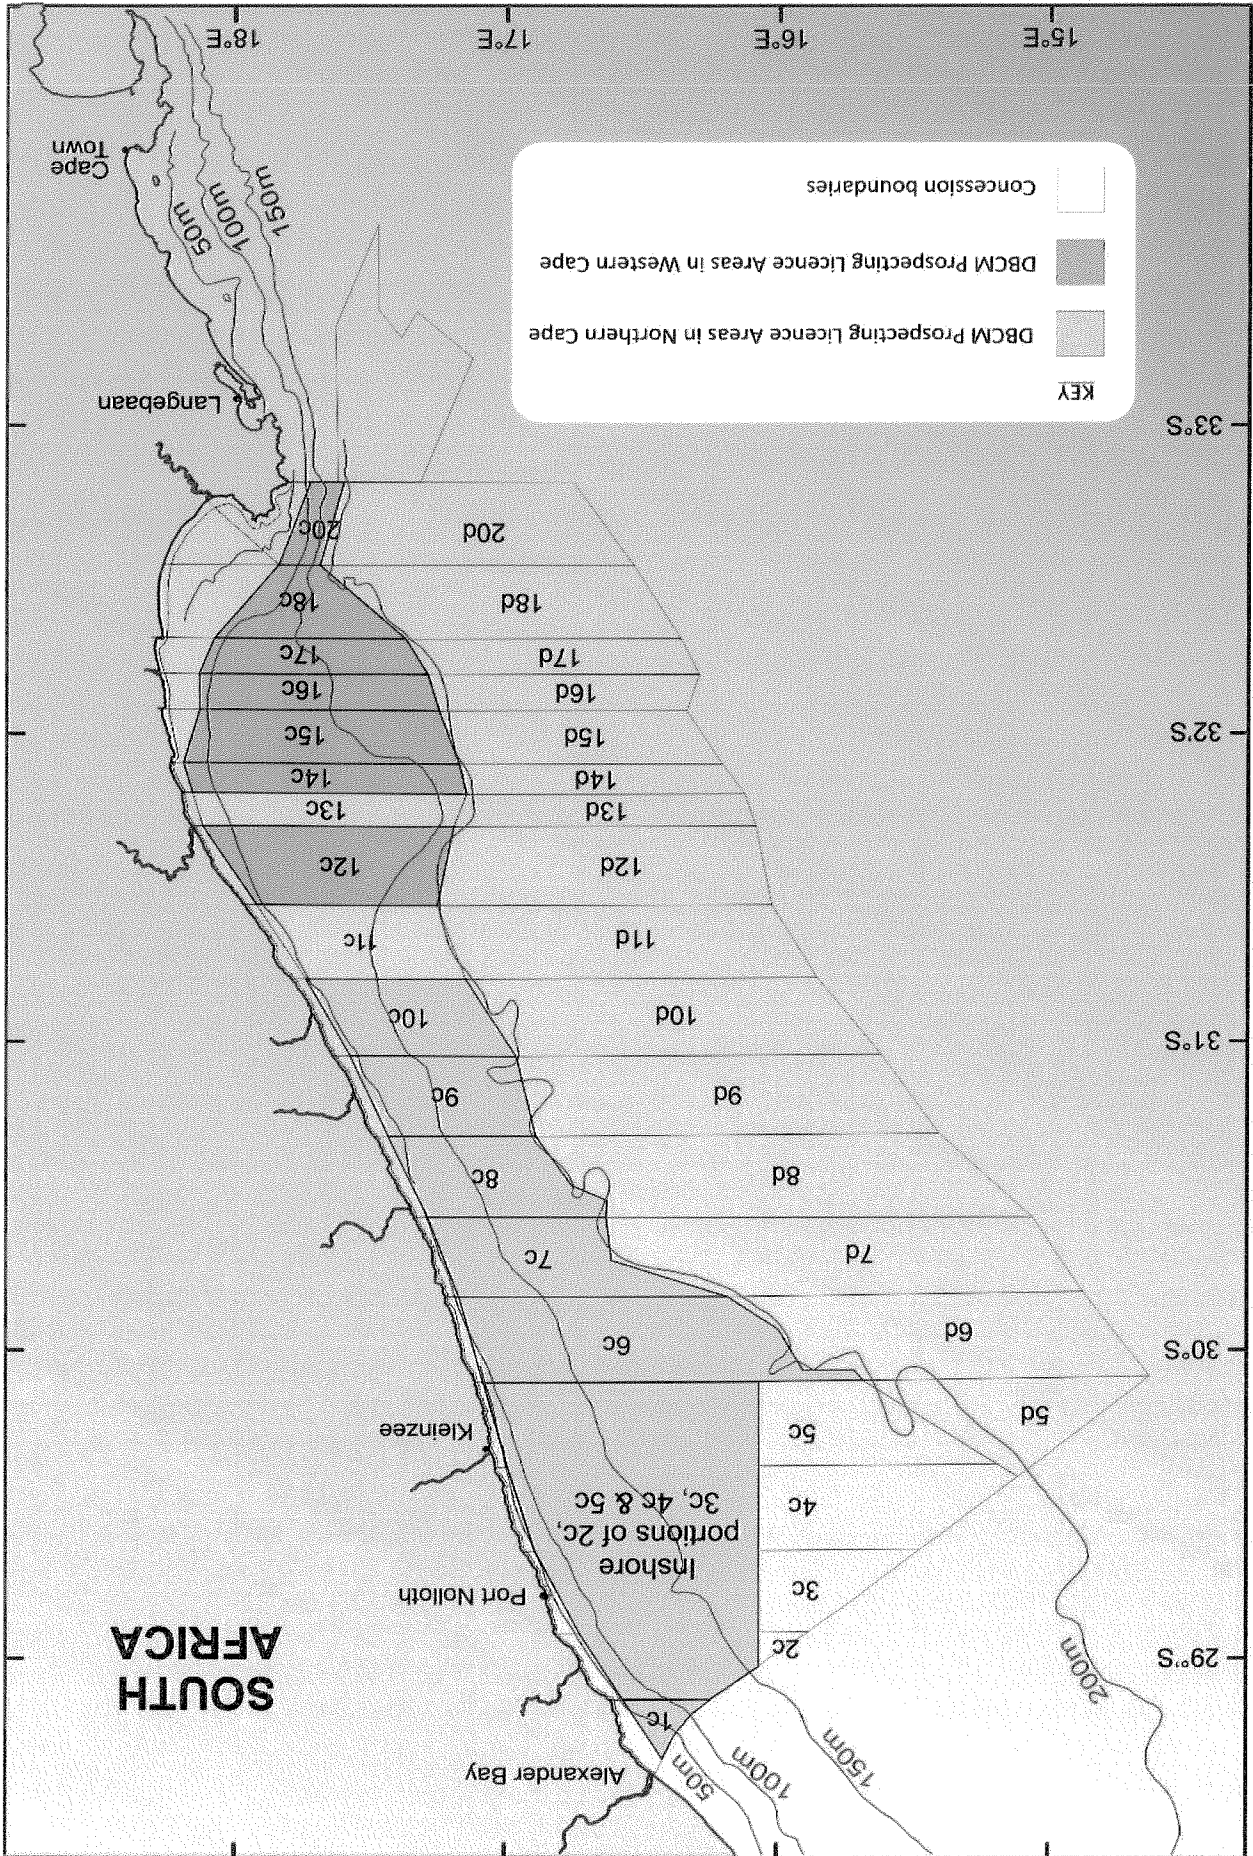 50m
100m
150m
200m
Alexander Bay
1c
SOUTH
AFRICA
29°S
2c
3c
Port Nolloth
Inshore
portions of 2c,
3c, 4c & 5c
4c
5c
Kleinzee
5d
30°S
6d
6c
7d
7c
8d
8c
9d
9c
31°S
10d
10c
11d
11c
12d
12c
13d
13c
14d
14c
32°S
15d
15c
16d
16c
17d
17c
18d
18c
20d
20c
33°S
Langebaan
KEY
DBCM Prospecting Licence Areas in Northern Cape
DBCM Prospecting Licence Areas in Western Cape
Concession boundaries
50m
100m
150m
Cape
Town
15°E
16°E
17°E
18°E